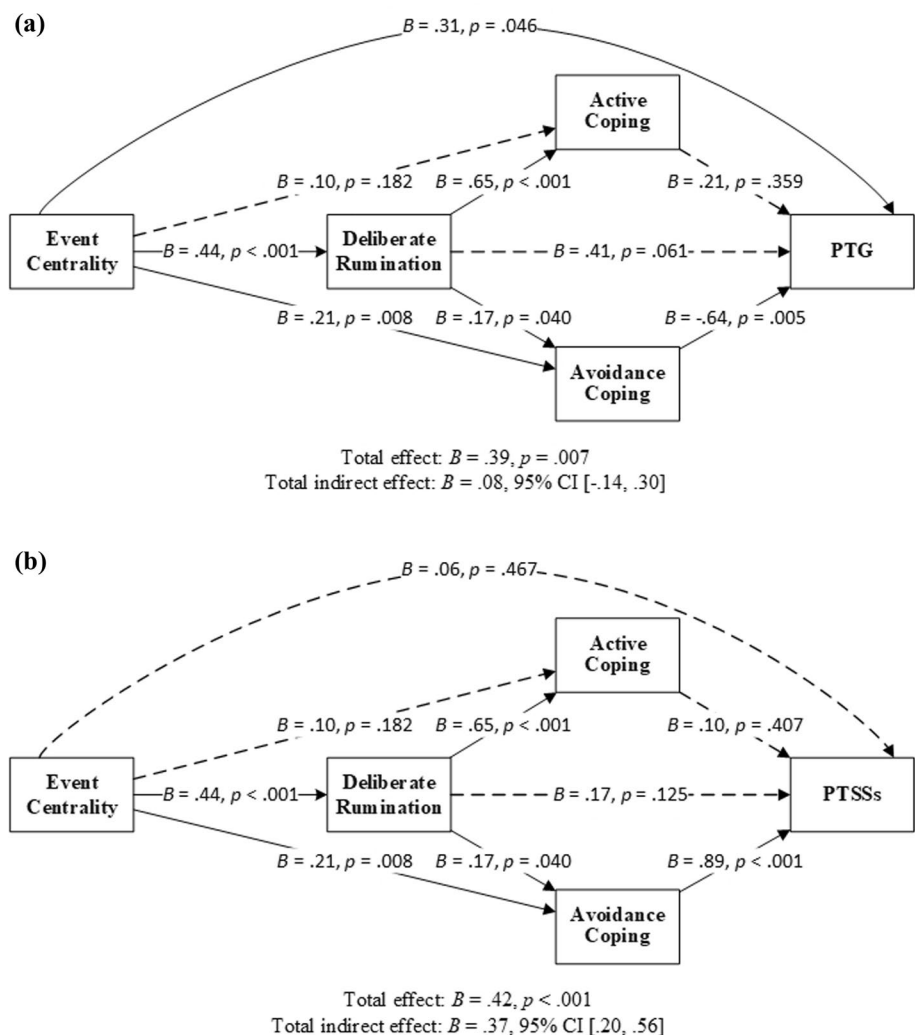 (a)
B = .31, p = .046
Active
Coping
B = .10, p = .182
B = .65, p < .001
B = .21, p = .359
Event
Centrality
B = .44, p < .001
Deliberate
Rumination
B = .41, p = .061
PTG
B = .21, p = .008
B = .17, p = .040
B = -.64, p = .005
Avoidance
Coping
Total effect: B = .39, p = .007
Total indirect effect: B = .08, 95% CI [-.14, .30]
(b)
B = .06, p = .467
Active
Coping
B = .10, p = .182
B = .65, p < .001
B = .10, p = .407
Event
Centrality
B = .44, p < .001
Deliberate
Rumination
B = .17, p = .125
PTSSs
B = .21, p = .008
B = .17, p = .040
B = .89, p < .001
Avoidance
Coping
Total effect: B = .42, p < .001
Total indirect effect: B = .37, 95% CI [.20, .56]